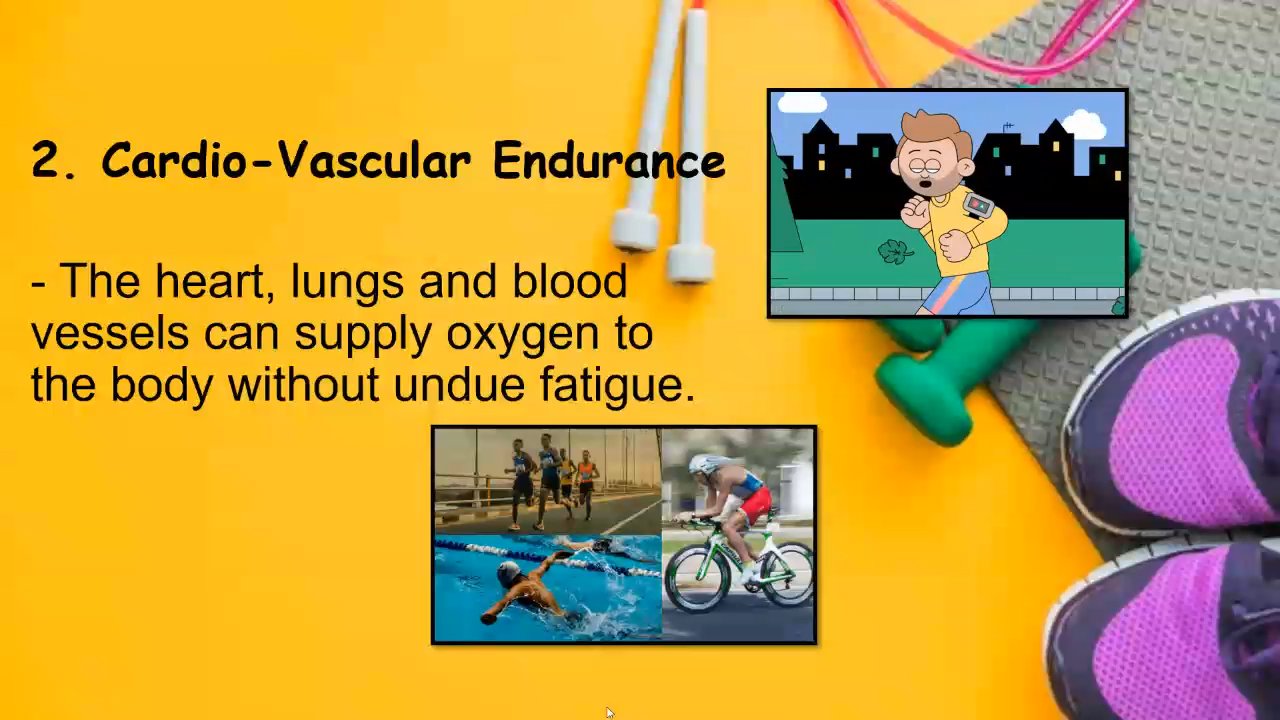 2. Cardio-Vascular Endurance
- The heart, lungs and blood
vessels can supply oxygen to
the body without undue fatigue.